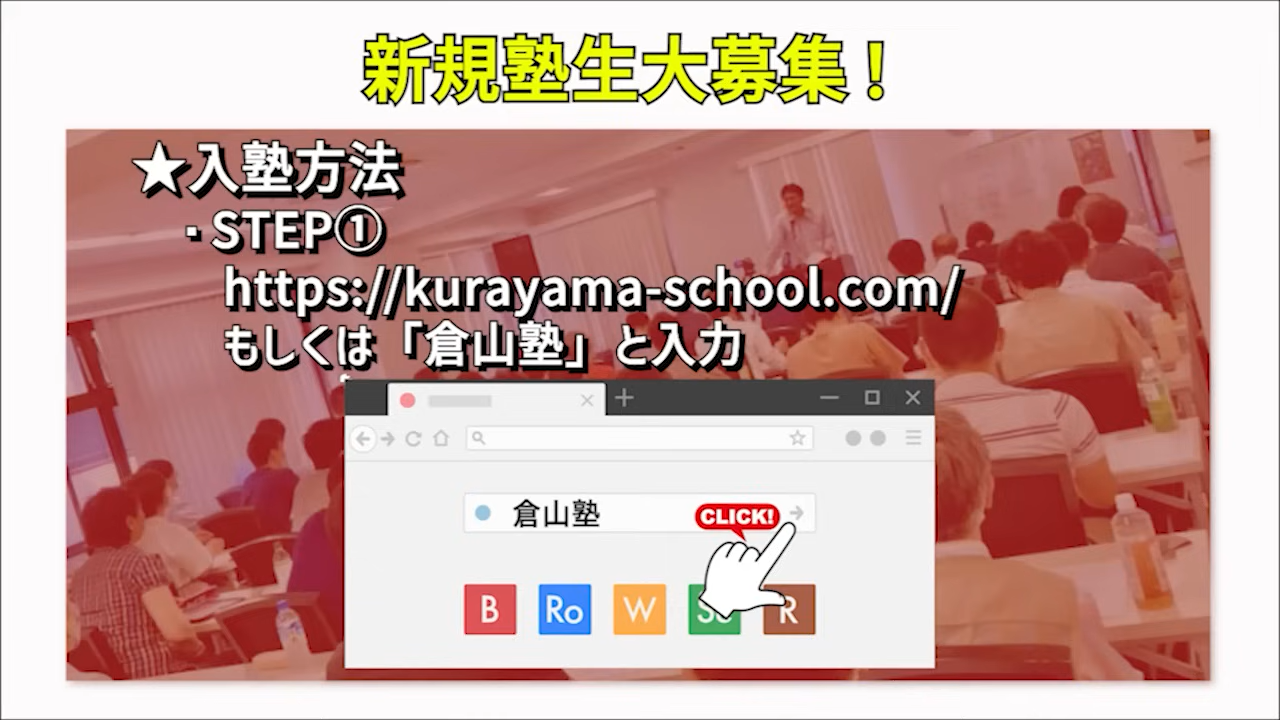 新規塾生大募集！
★入塾方法
・STEP①
https://kurayama-school.com/
もしくは「倉山塾」と入力
倉山塾
CLICK!
B
Ro
W
R